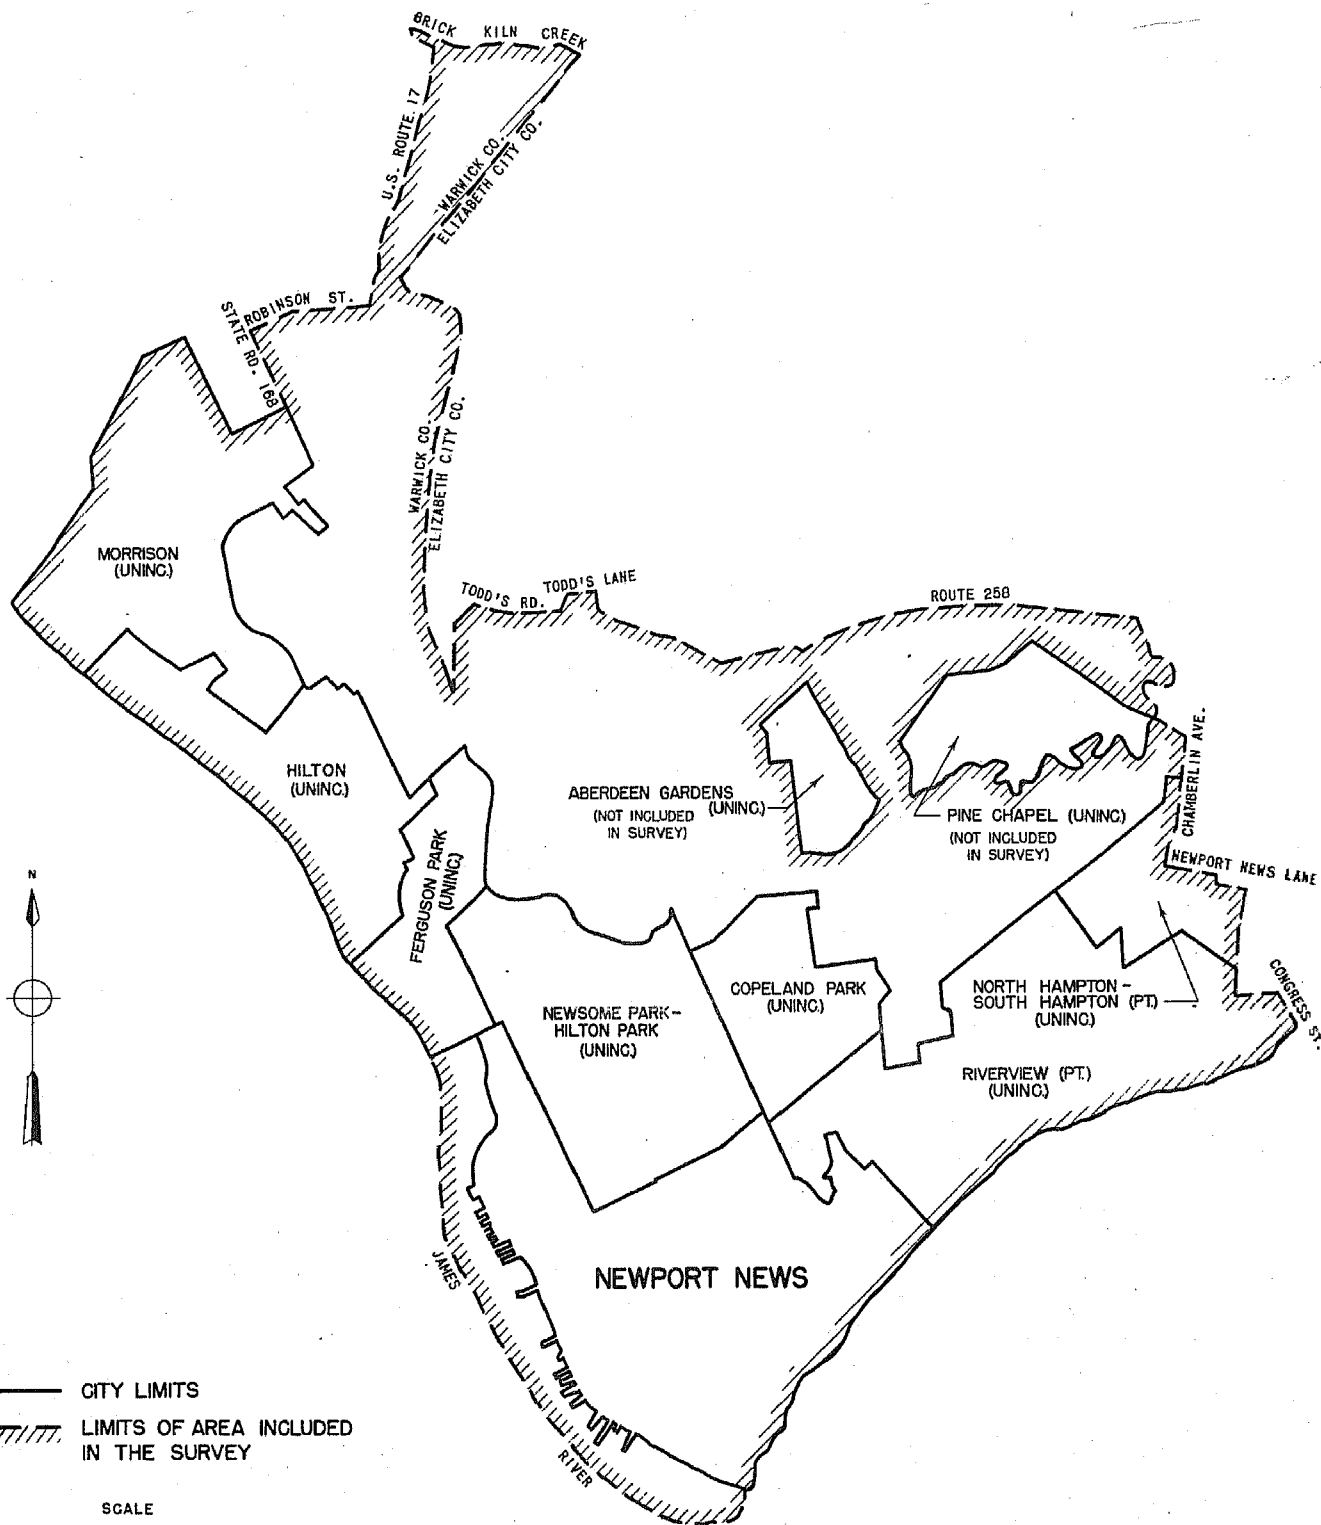 BRICK KILN CREEK
U.S. ROUTE 17
WARWICK CO.
ELIZABETH CITY CO.
ROBINSON ST.
STATE RD. 168
WARWICK CO.
ELIZABETH CITY CO.
MORRISON
(UNINC.)
TODD'S RD.
TODD'S LANE
ROUTE 258
HILTON
(UNINC.)
CHAMBERLIN AVE.
ABERDEEN GARDENS
(UNINC.)
(NOT INCLUDED
IN SURVEY)
PINE CHAPEL (UNINC.)
(NOT INCLUDED
IN SURVEY)
FERGUSON PARK
(UNINC.)
NEWPORT NEWS LANE
N
COPELAND PARK
(UNINC.)
NORTH HAMPTON-
SOUTH HAMPTON (PT.)
(UNINC.)
CONGRESS ST.
NEWSOME PARK-
HILTON PARK
(UNINC.)
RIVERVIEW (PT.)
(UNINC.)
JAMES
NEWPORT NEWS
RIVER
CITY LIMITS
LIMITS OF AREA INCLUDED
IN THE SURVEY
SCALE